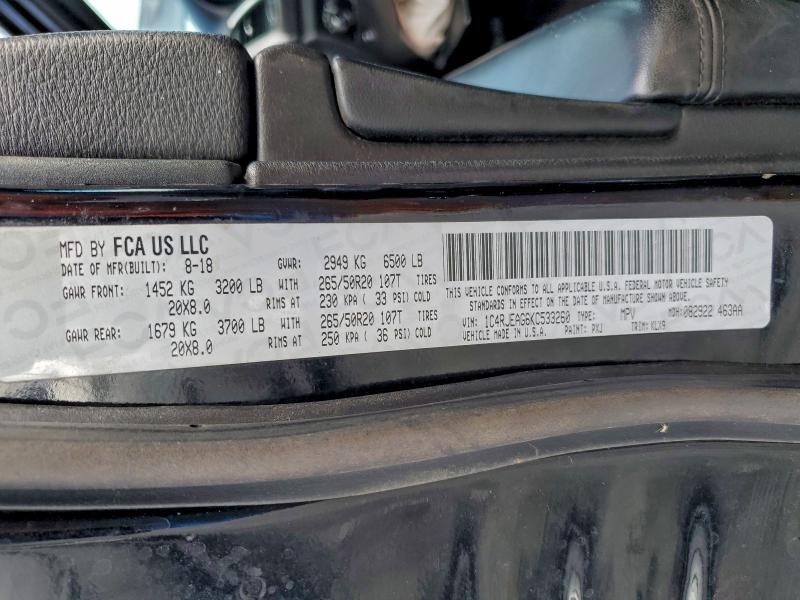 MFD BY FCA US LLC
DATE OF MFR(BUILT): 8-18 GVWR: 2949 KG 6500 LB
GAWR FRONT: 1452 KG 3200 LB WITH 265/50R20 107T TIRES
20X8.0 RIMS AT 230 KPA ( 33 PSI) COLD
GAWR REAR: 1679 KG 3700 LB WITH 265/50R20 107T TIRES
20X8.0 RIMS AT 250 KPA ( 36 PSI) COLD
THIS VEHICLE CONFORMS TO ALL APPLICABLE U.S.A. FEDERAL MOTOR VEHICLE SAFETY
STANDARDS IN EFFECT ON THE DATE OF MANUFACTURE SHOWN ABOVE.
VIN: 1C4RJEAG6KC533260 TYPE: MPV MDH:082922 463AA
VEHICLE MADE IN U.S.A. PAINT: PXJ TRIM: KLX9